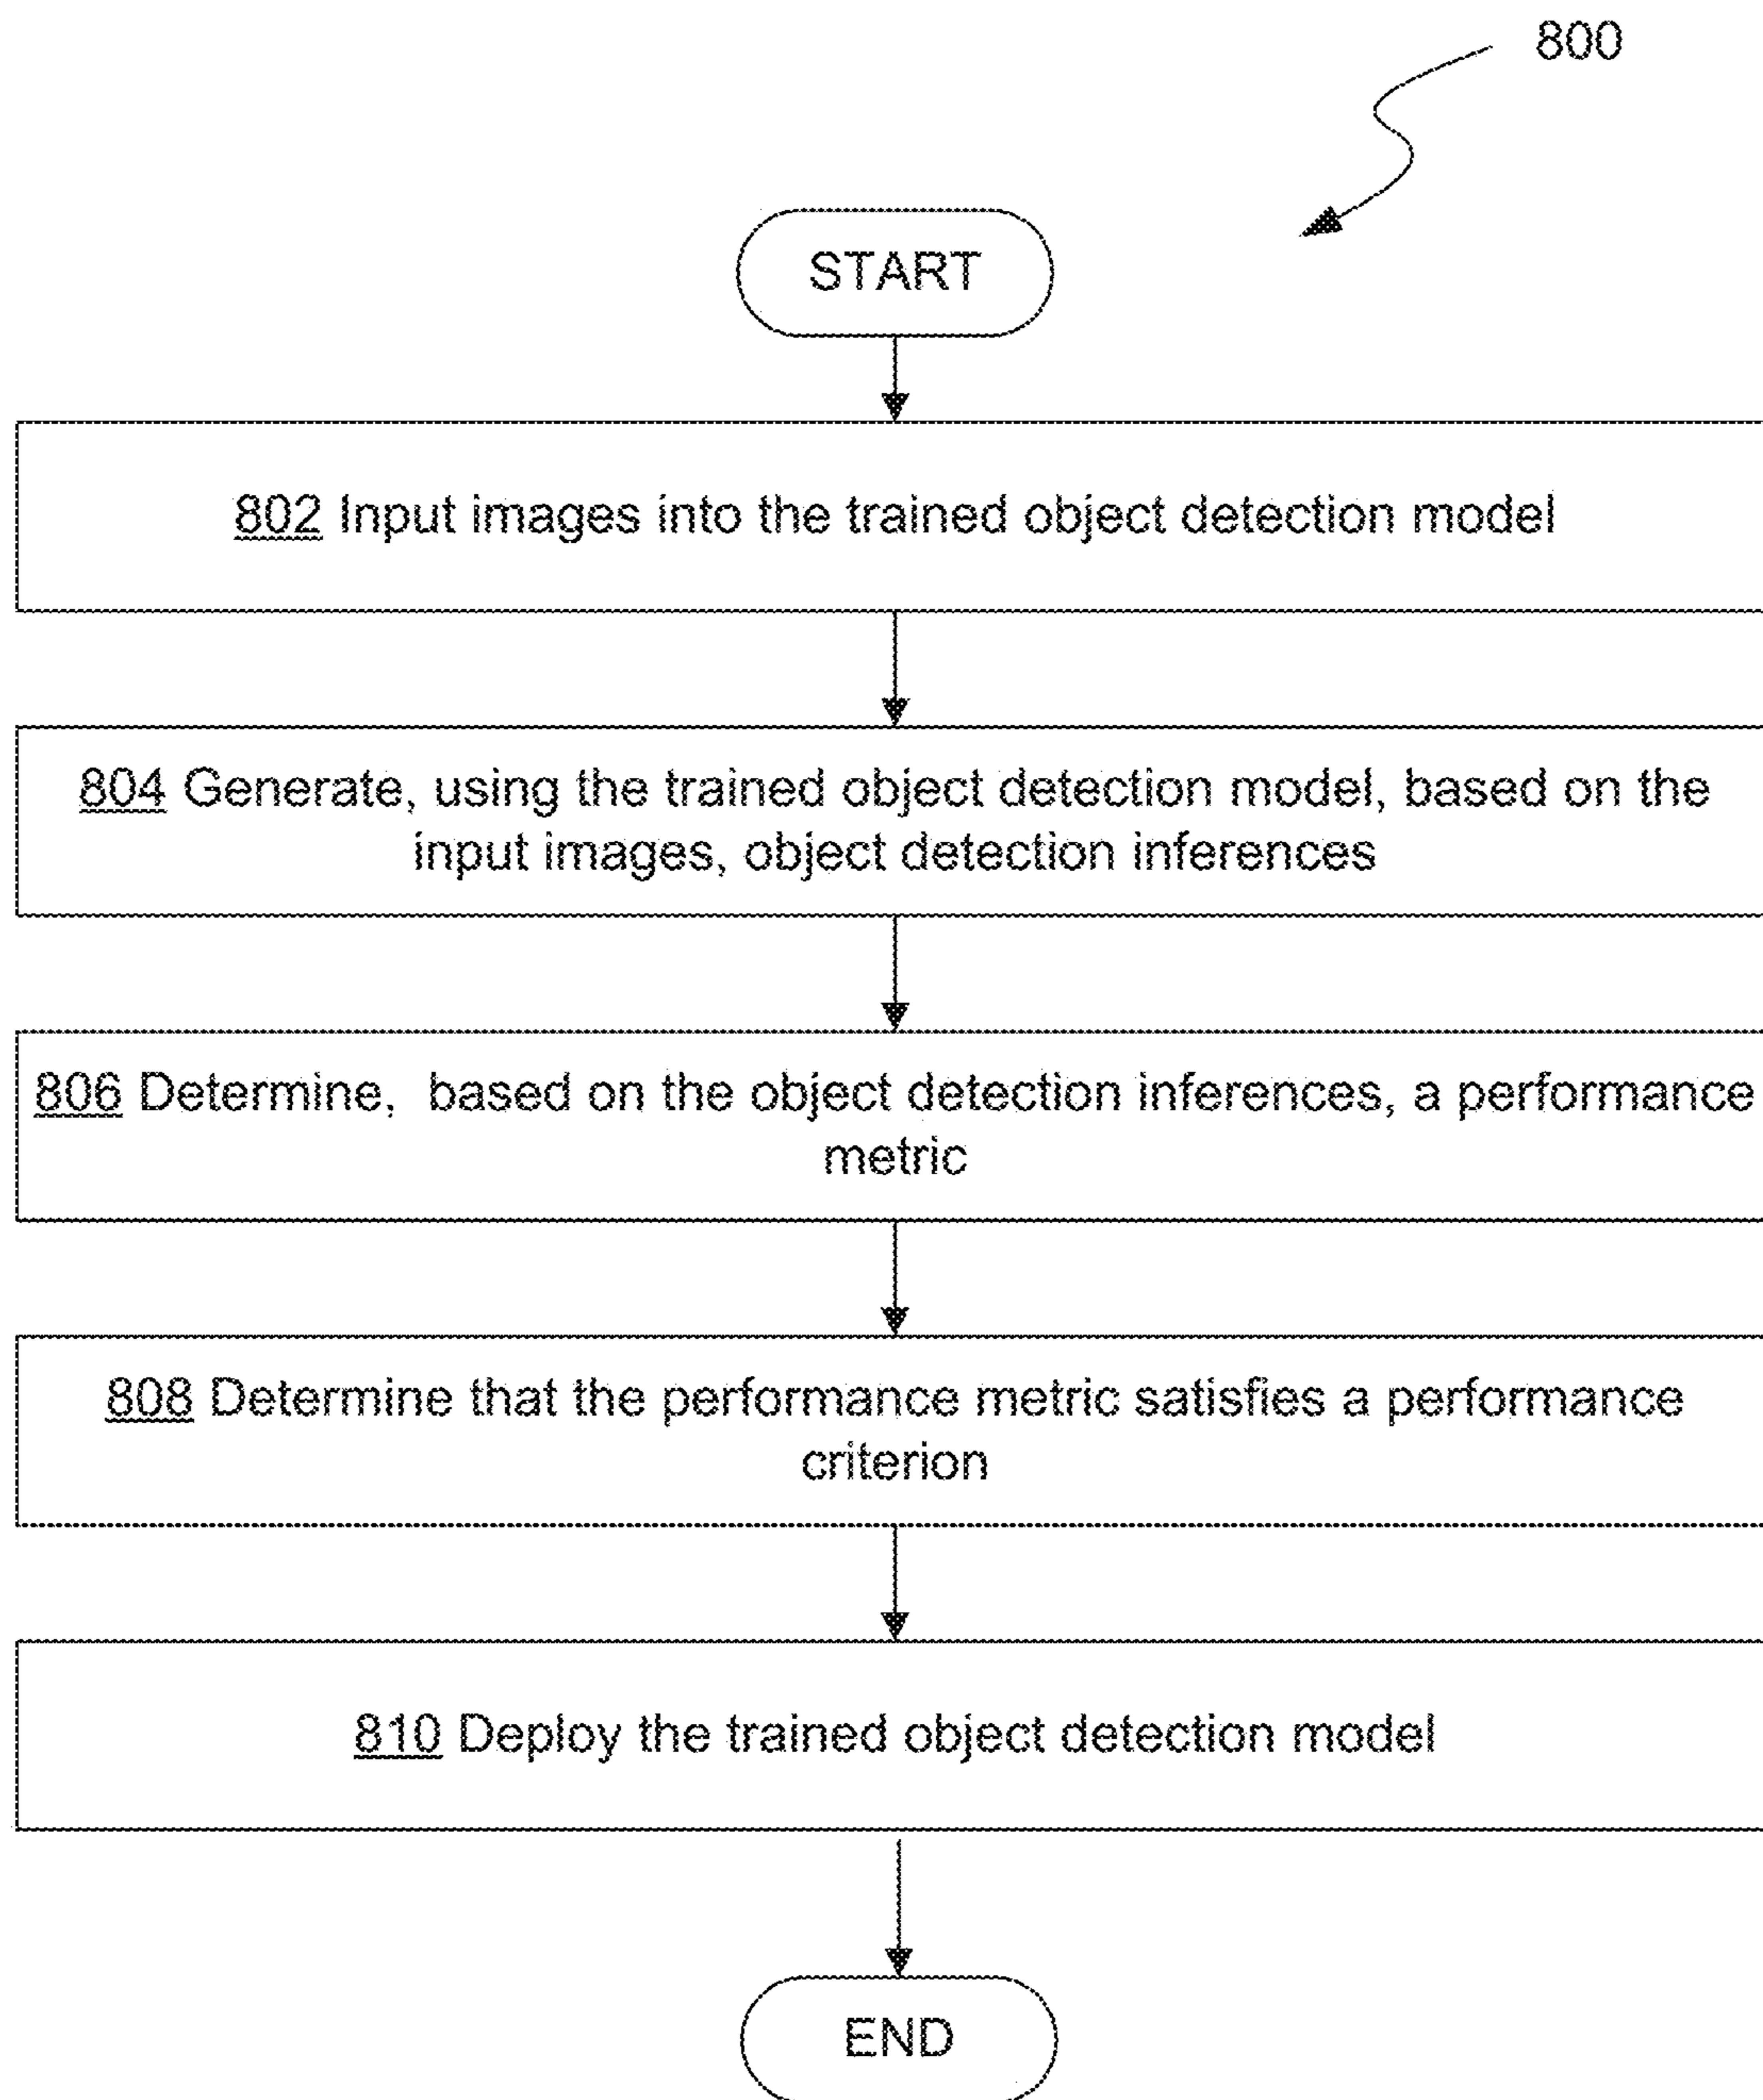 800
START
802 Input images into the trained object detection model
804 Generate, using the trained object detection model, based on the
input images, object detection inferences
806 Determine, based on the object detection inferences, a performance
metric
808 Determine that the performance metric satisfies a performance
criterion
810 Deploy the trained object detection model
END